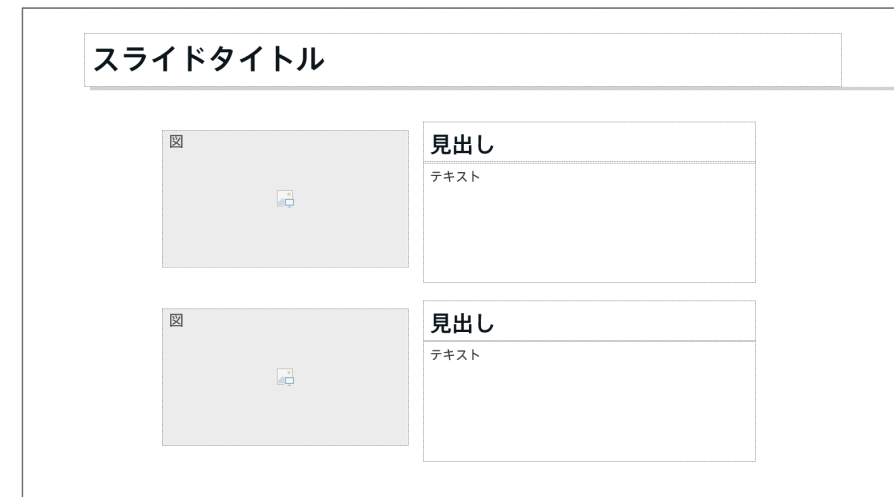 スライドタイトル
図
見出し
テキスト
図
見出し
テキスト